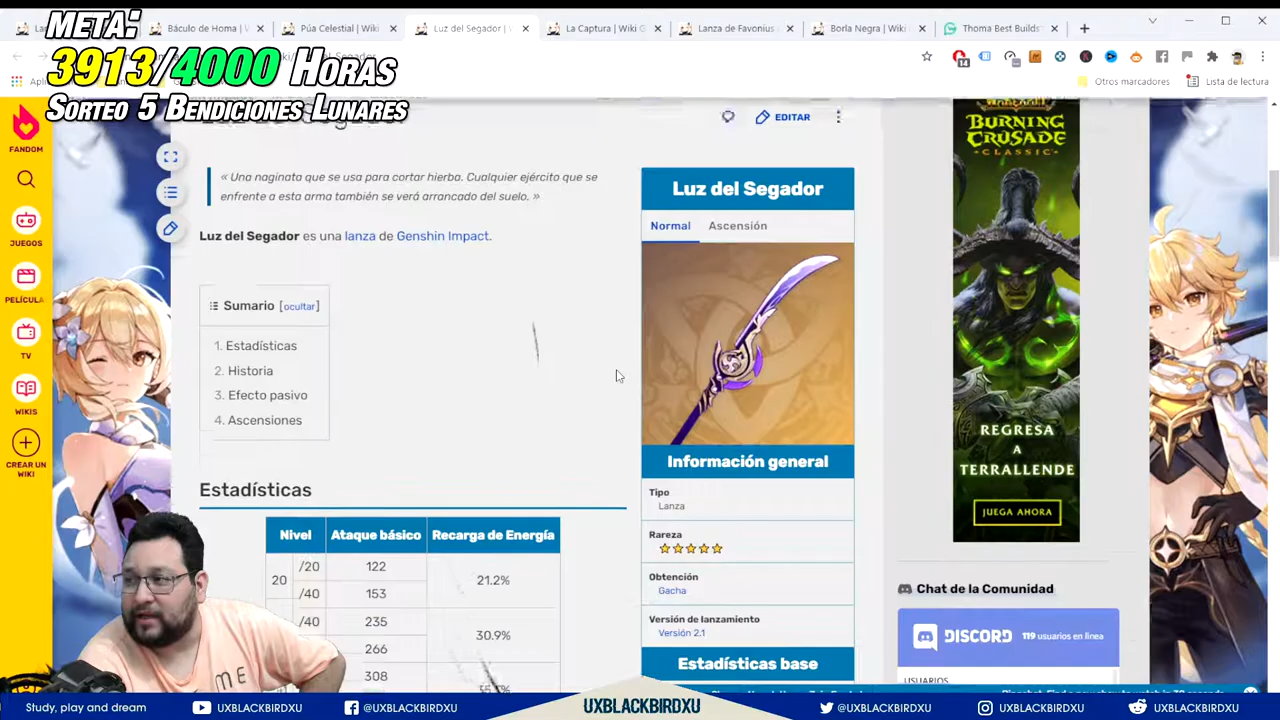 META:
3913/4000 HORAS
SORTEO 5 BENDICIONES LUNARES
Báculo de Homa | W
Púa Celestial | Wiki
Luz del Segador | W
La Captura | Wiki G
Lanza de Favonius
Borla Negra | Wiki
Thoma Best Builds
14
Otros marcadores
Lista de lectura
FANDOM
JUEGOS
PELÍCULA
TV
WIKIS
CREAR UN
WIKI
EDITAR
« Una naginata que se usa para cortar hierba. Cualquier ejército que se
enfrente a esta arma también se verá arrancado del suelo. »
Luz del Segador es una lanza de Genshin Impact.
Sumario [ocultar]
1. Estadísticas
2. Historia
3. Efecto pasivo
4. Ascensiones
Estadísticas
Nivel Ataque básico Recarga de Energía
20 /20 122 21.2%
/40 153
/40 235 30.9%
266
308
Luz del Segador
Normal Ascensión
Información general
Tipo
Lanza
Rareza
Obtención
Gacha
Versión de lanzamiento
Versión 2.1
Estadísticas base
BURNING
CRUSADE
CLASSIC
REGRESA
A
TERRALLENDE
JUEGA AHORA
Chat de la Comunidad
DISCORD 119 usuarios en línea
USUARIOS
Study, play and dream
UXBLACKBIRDXU
@UXBLACKBIRDXU
UXBLACKBIRDXU
@UXBLACKBIRDXU
UXBLACKBIRDXU
UXBLACKBIRDXU